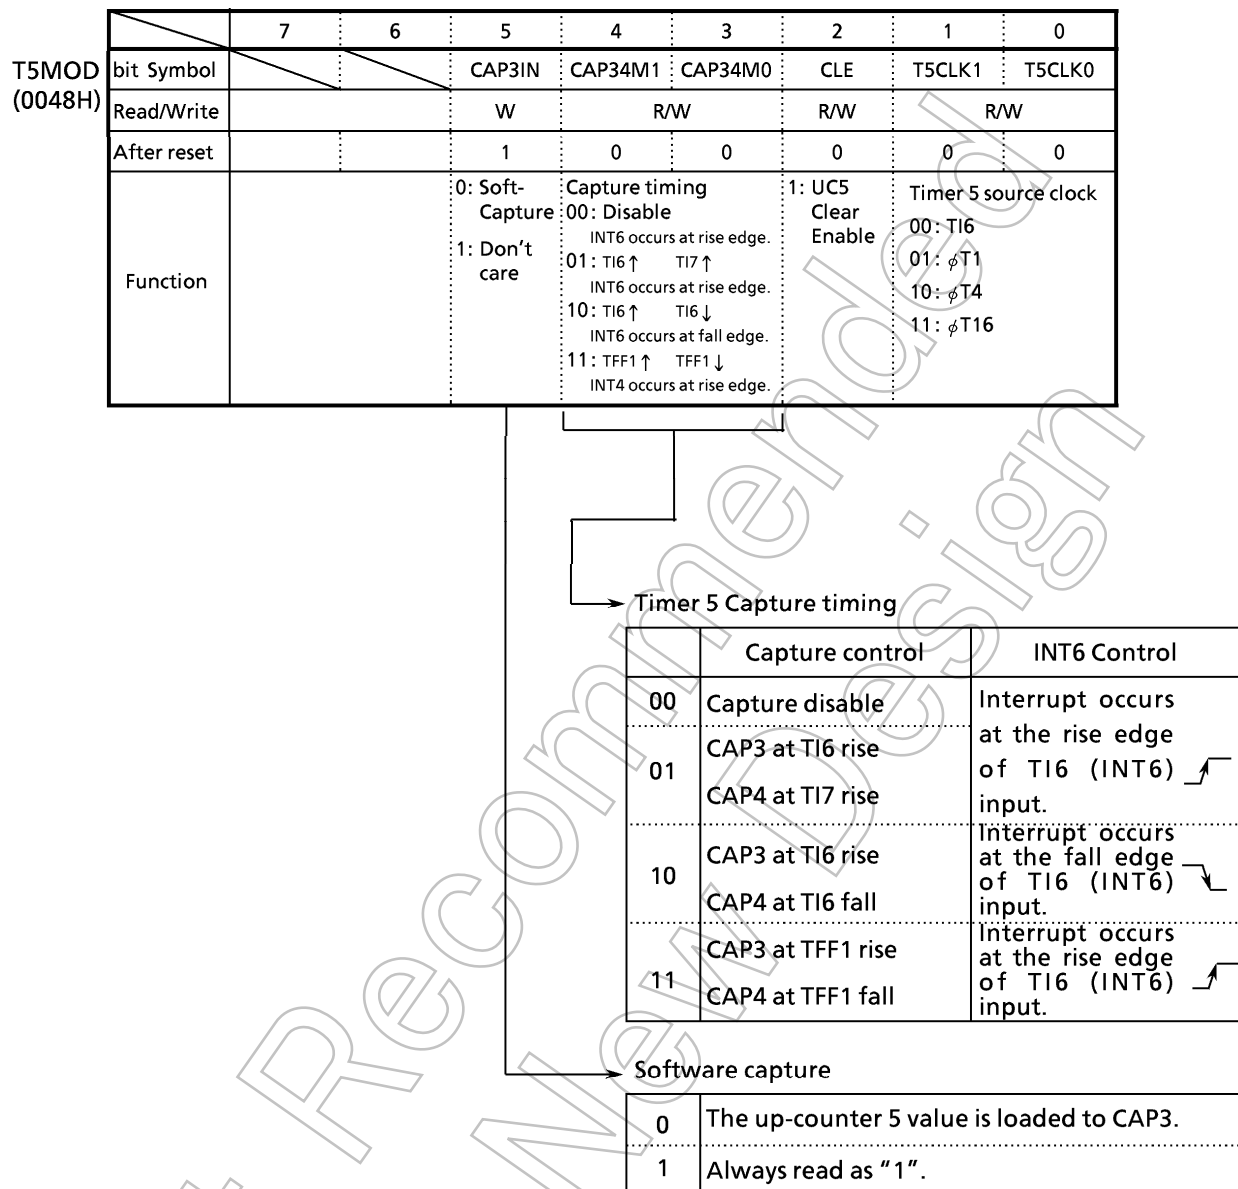 7 6 5 4 3 2 1 0
T5MOD
(0048H)
bit Symbol CAP3IN CAP34M1 CAP34M0 CLE T5CLK1 T5CLK0
Read/Write W R/W R/W R/W
After reset 1 0 0 0 0 0
Function
0: Soft-
Capture
1: Don't
care
Capture timing
00: Disable
INT6 occurs at rise edge.
01: TI6↑ TI7↑
INT6 occurs at rise edge.
10: TI6↑ TI6↓
INT6 occurs at fall edge.
11: TFF1↑ TFF1↓
INT4 occurs at rise edge.
1: UC5
Clear
Enable
Timer 5 source clock
00: TI6
01: ϕT1
10: ϕT4
11: ϕT16
Timer 5 Capture timing
Capture control INT6 Control
00 Capture disable
01
CAP3 at TI6 rise
CAP4 at TI7 rise
Interrupt occurs
at the rise edge
of TI6 (INT6)
input.
10
CAP3 at TI6 rise
CAP4 at TI6 fall
Interrupt occurs
at the fall edge
of TI6 (INT6)
input.
11
CAP3 at TFF1 rise
CAP4 at TFF1 fall
Interrupt occurs
at the rise edge
of TI6 (INT6)
input.
Software capture
0 The up-counter 5 value is loaded to CAP3.
1 Always read as "1".
Recommended
New Design